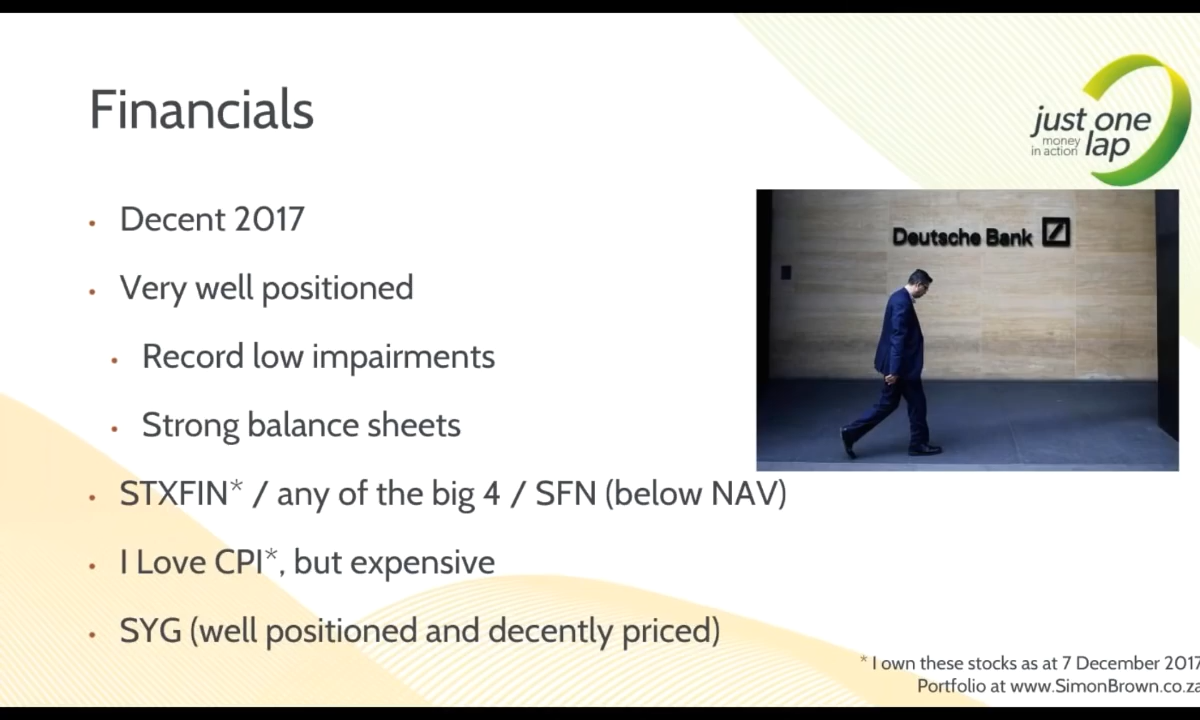 Financials
just one
money
in action lap
Decent 2017
Deutsche Bank
Very well positioned
Record low impairments
Strong balance sheets
STXFIN* / any of the big 4 / SFN (below NAV)
I Love CPI*, but expensive
SYG (well positioned and decently priced)
* I own these stocks as at 7 December 2017
Portfolio at www.SimonBrown.co.za